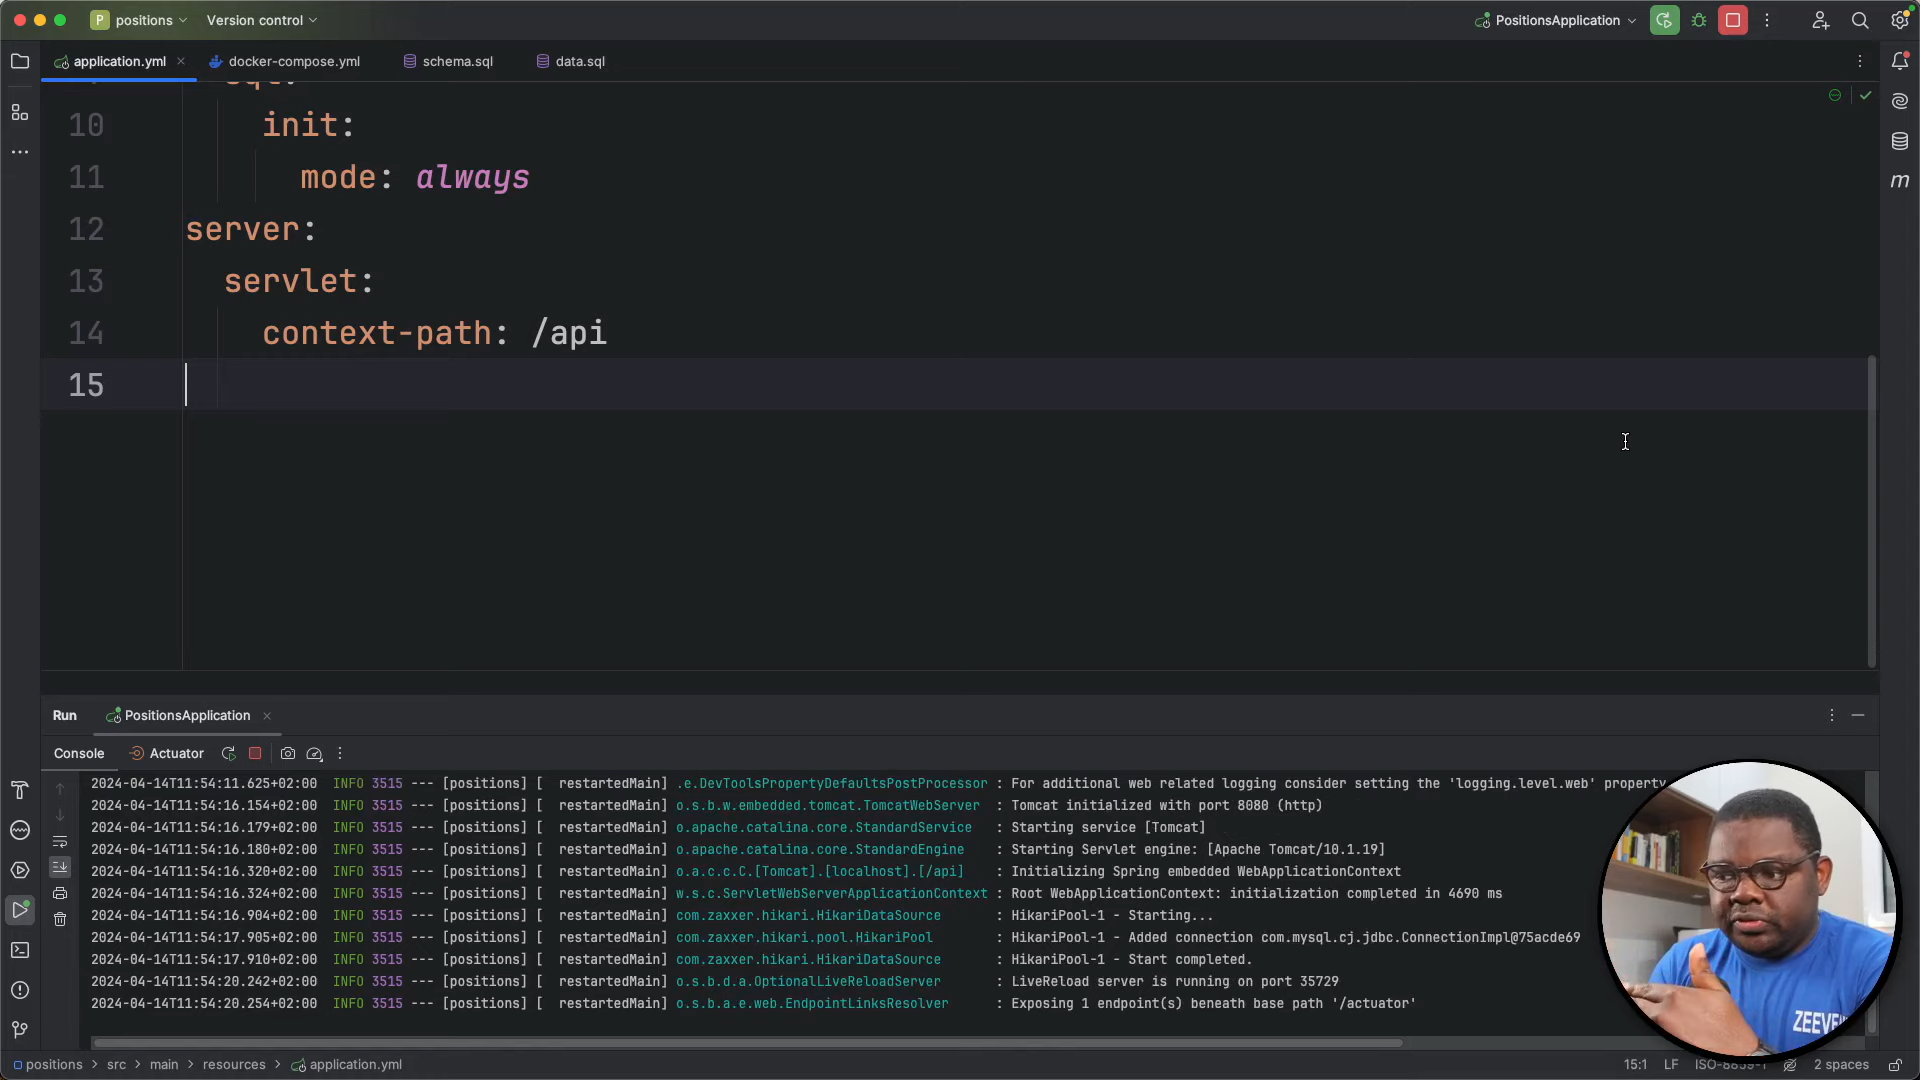 P positions Version control PositionsApplication
application.yml docker-compose.yml schema.sql data.sql
10 init:
11 mode: always
12 server:
13 servlet:
14 context-path: /api
15
m
Run PositionsApplication
Console Actuator
2024-04-14T11:54:11.625+02:00 INFO 3515 --- [positions] [ restartedMain] .e.DevToolsPropertyDefaultsPostProcessor : For additional web related logging consider setting the 'logging.level.web' property
2024-04-14T11:54:16.154+02:00 INFO 3515 --- [positions] [ restartedMain] o.s.b.w.embedded.tomcat.TomcatWebServer : Tomcat initialized with port 8080 (http)
2024-04-14T11:54:16.179+02:00 INFO 3515 --- [positions] [ restartedMain] o.apache.catalina.core.StandardService : Starting service [Tomcat]
2024-04-14T11:54:16.180+02:00 INFO 3515 --- [positions] [ restartedMain] o.apache.catalina.core.StandardEngine : Starting Servlet engine: [Apache Tomcat/10.1.19]
2024-04-14T11:54:16.320+02:00 INFO 3515 --- [positions] [ restartedMain] o.a.c.c.C.[Tomcat].[localhost].[/api] : Initializing Spring embedded WebApplicationContext
2024-04-14T11:54:16.324+02:00 INFO 3515 --- [positions] [ restartedMain] w.s.c.ServletWebServerApplicationContext : Root WebApplicationContext: initialization completed in 4690 ms
2024-04-14T11:54:16.904+02:00 INFO 3515 --- [positions] [ restartedMain] com.zaxxer.hikari.HikariDataSource : HikariPool-1 - Starting...
2024-04-14T11:54:17.905+02:00 INFO 3515 --- [positions] [ restartedMain] com.zaxxer.hikari.pool.HikariPool : HikariPool-1 - Added connection com.mysql.cj.jdbc.ConnectionImpl@75acde69
2024-04-14T11:54:17.910+02:00 INFO 3515 --- [positions] [ restartedMain] com.zaxxer.hikari.HikariDataSource : HikariPool-1 - Start completed.
2024-04-14T11:54:20.242+02:00 INFO 3515 --- [positions] [ restartedMain] o.s.b.d.a.OptionalLiveReloadServer : LiveReload server is running on port 35729
2024-04-14T11:54:20.254+02:00 INFO 3515 --- [positions] [ restartedMain] o.s.b.a.e.web.EndpointLinksResolver : Exposing 1 endpoint(s) beneath base path '/actuator'
positions > src > main > resources > application.yml 15:1 LF ISO-8859-1 2 spaces